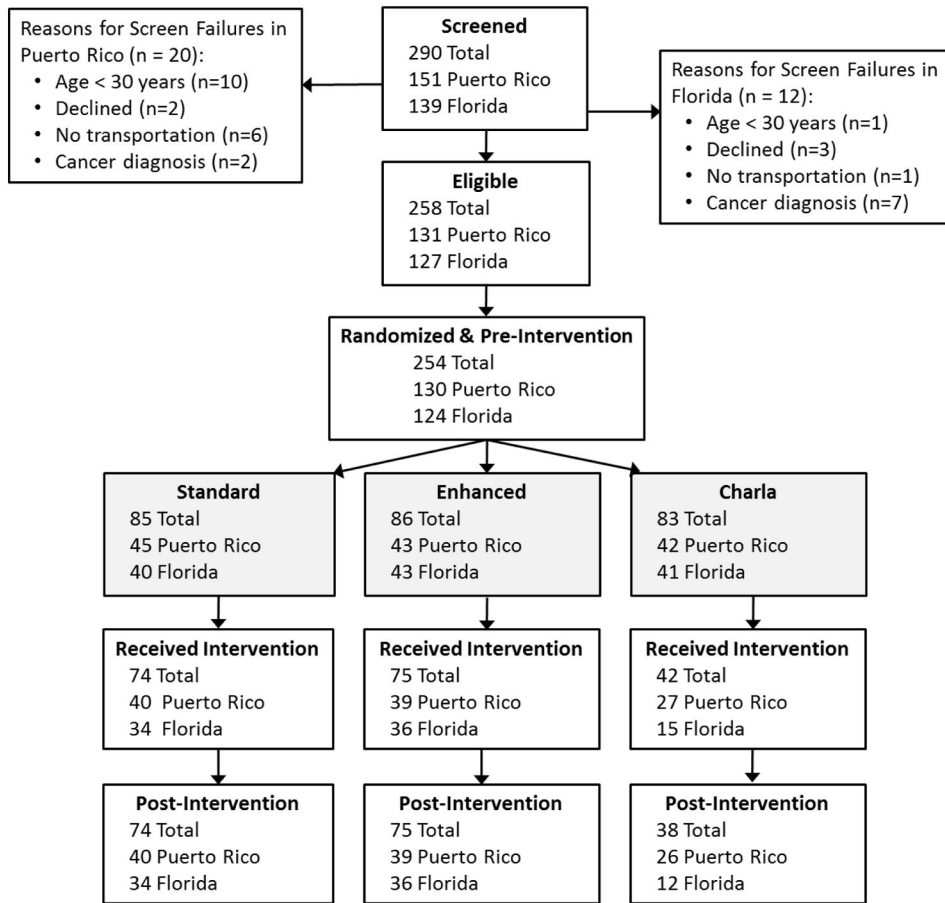 Reasons for Screen Failures in
Puerto Rico (n = 20):
• Age < 30 years (n=10)
• Declined (n=2)
• No transportation (n=6)
• Cancer diagnosis (n=2)
Screened
290 Total
151 Puerto Rico
139 Florida
Reasons for Screen Failures in
Florida (n = 12):
• Age < 30 years (n=1)
• Declined (n=3)
• No transportation (n=1)
• Cancer diagnosis (n=7)
Eligible
258 Total
131 Puerto Rico
127 Florida
Randomized & Pre-Intervention
254 Total
130 Puerto Rico
124 Florida
Standard
85 Total
45 Puerto Rico
40 Florida
Enhanced
86 Total
43 Puerto Rico
43 Florida
Charla
83 Total
42 Puerto Rico
41 Florida
Received Intervention
74 Total
40 Puerto Rico
34 Florida
Received Intervention
75 Total
39 Puerto Rico
36 Florida
Received Intervention
42 Total
27 Puerto Rico
15 Florida
Post-Intervention
74 Total
40 Puerto Rico
34 Florida
Post-Intervention
75 Total
39 Puerto Rico
36 Florida
Post-Intervention
38 Total
26 Puerto Rico
12 Florida